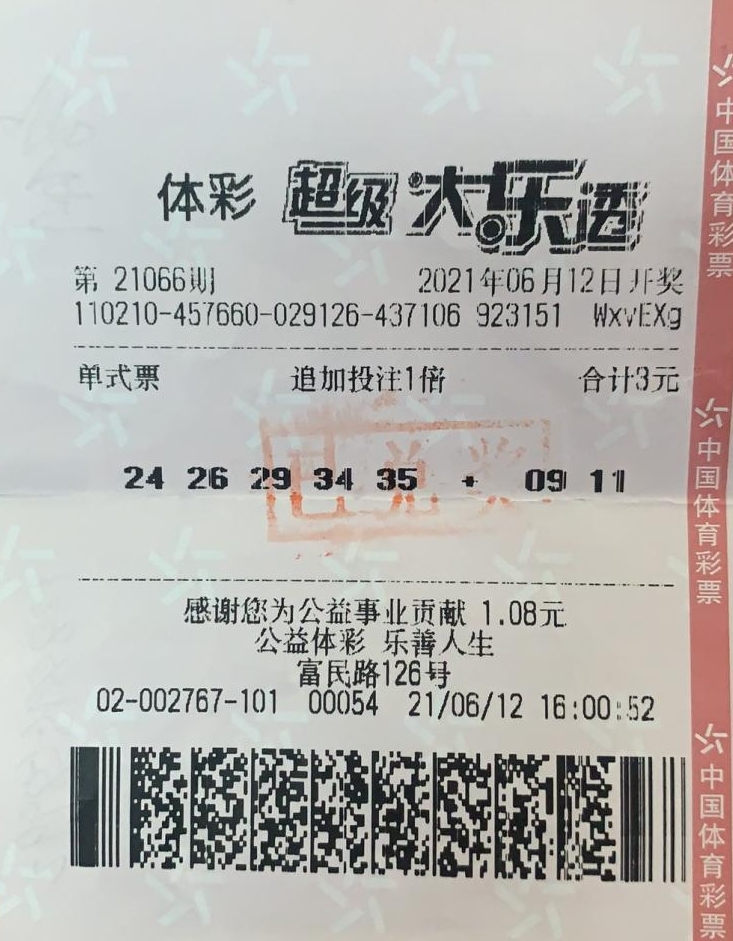 体彩 超级大乐透
第 21066期 2021年06月12日开奖
110210-457660-029126-437106 923151 WxvEXg
单式票 追加投注1倍 合计3元
已兑奖
24 26 29 34 35 + 09 11
感谢您为公益事业贡献 1.08元
公益体彩 乐善人生
富民路126号
02-002767-101 00054 21/06/12 16:00:52
中国体育彩票
中国体育彩票
中国体育彩票